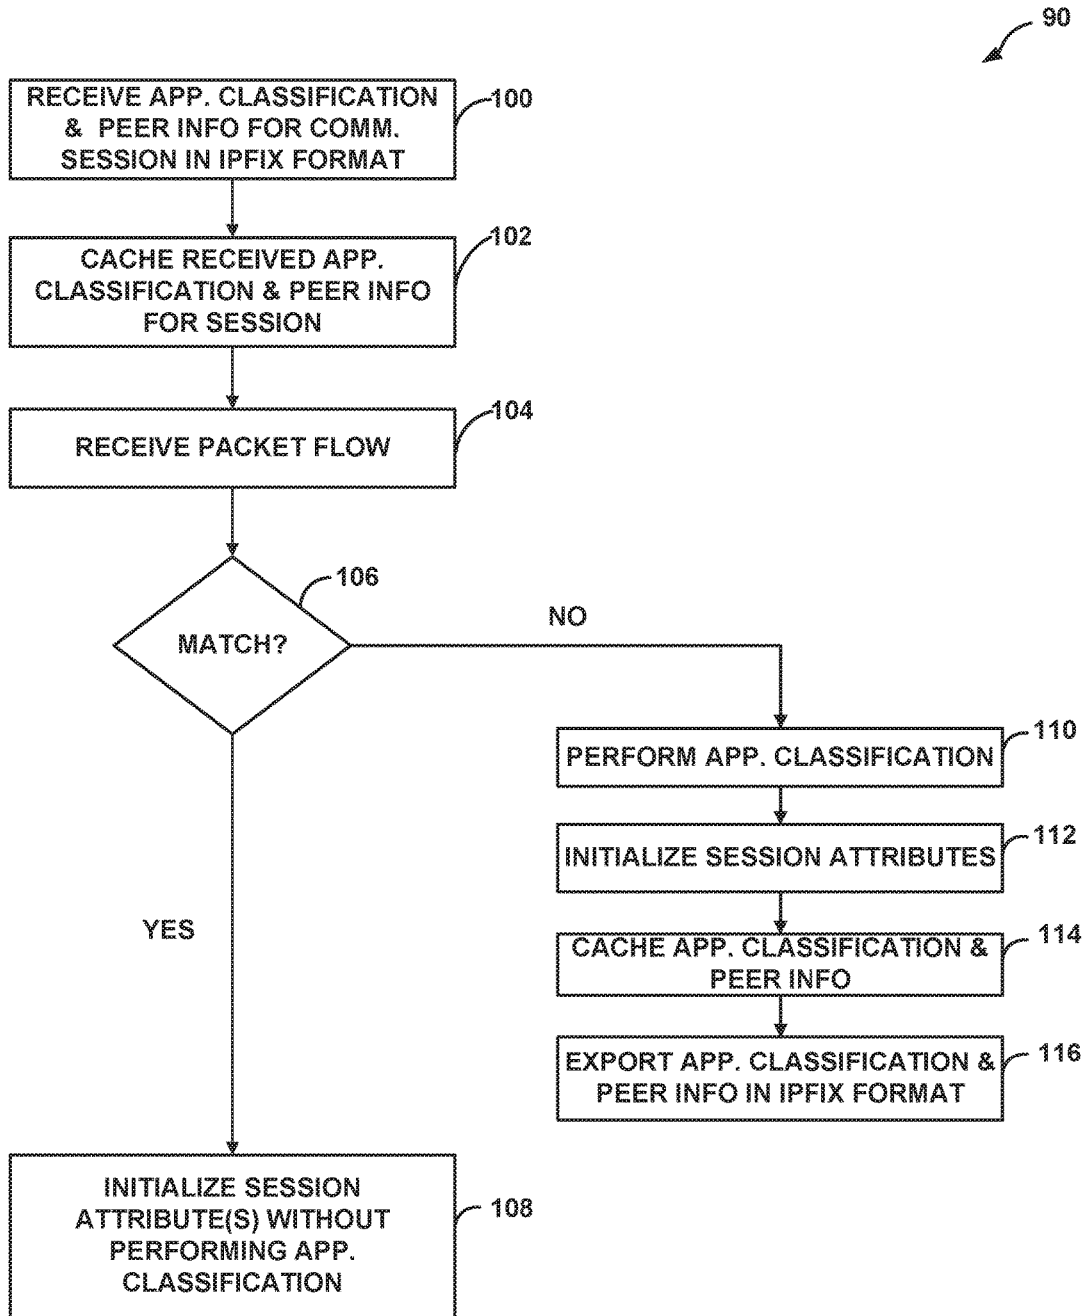 90
RECEIVE APP. CLASSIFICATION
& PEER INFO FOR COMM.
SESSION IN IPFIX FORMAT
100
CACHE RECEIVED APP.
CLASSIFICATION & PEER INFO
FOR SESSION
102
RECEIVE PACKET FLOW
104
MATCH?
106
NO
PERFORM APP. CLASSIFICATION
110
INITIALIZE SESSION ATTRIBUTES
112
CACHE APP. CLASSIFICATION &
PEER INFO
114
EXPORT APP. CLASSIFICATION &
PEER INFO IN IPFIX FORMAT
116
YES
INITIALIZE SESSION
ATTRIBUTE(S) WITHOUT
PERFORMING APP.
CLASSIFICATION
108